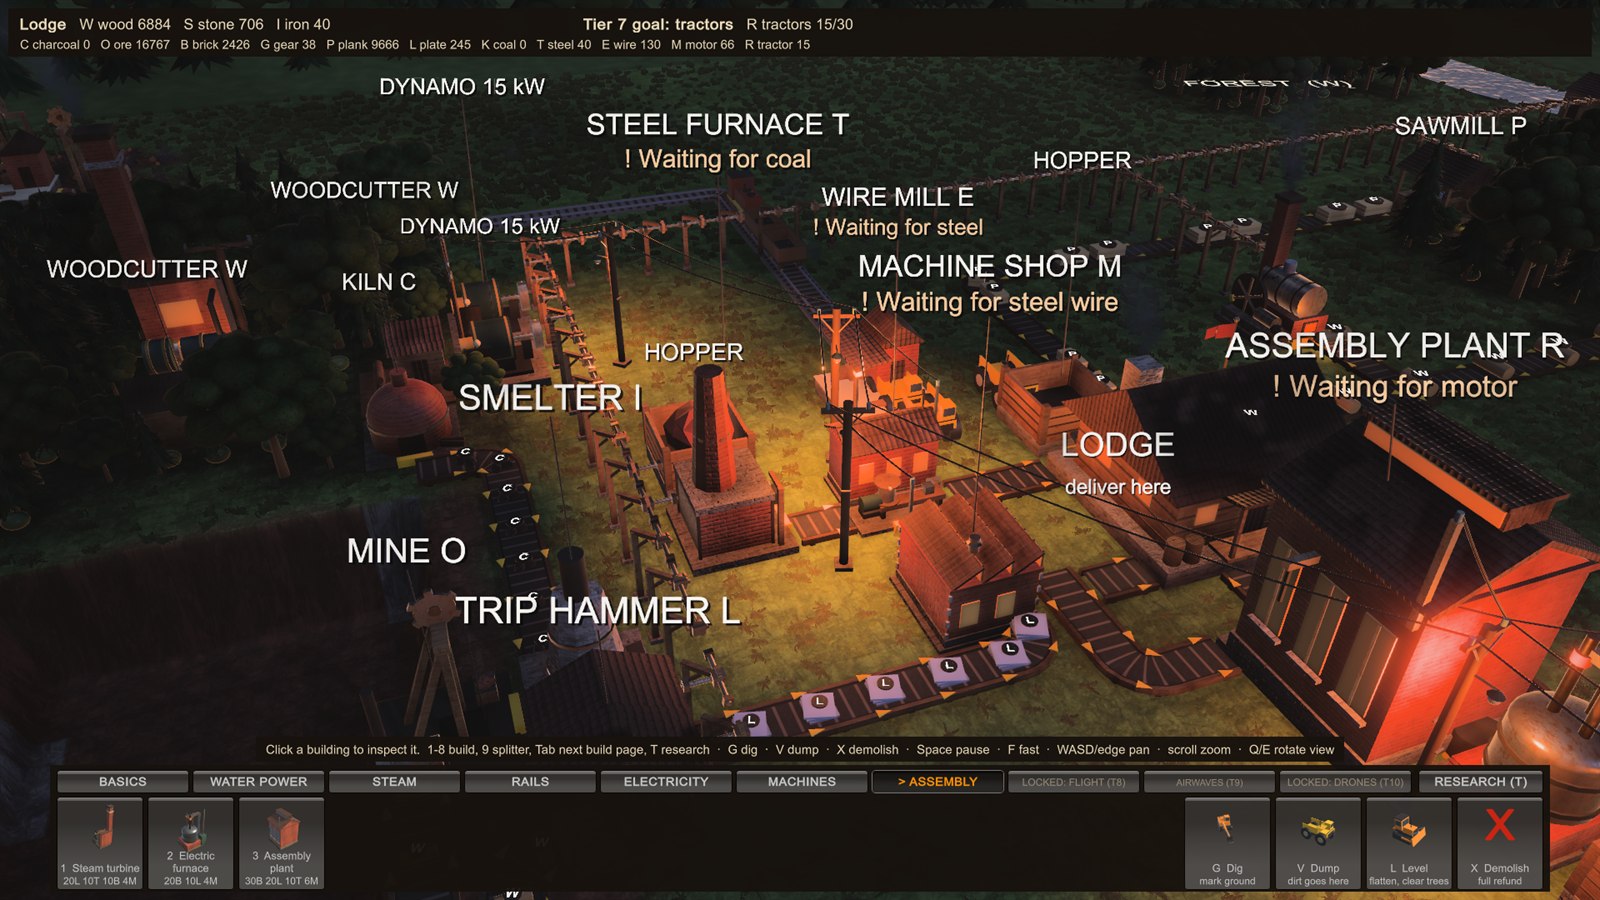 Lodge W wood 6884 S stone 706 I iron 40
Tier 7 goal: tractors R tractors 15/30
C charcoal 0 O ore 16767 B brick 2426 G gear 38 P plank 9666 L plate 245 K coal 0 T steel 40 E wire 130 M motor 66 R tractor 15
DYNAMO 15 kW
FOREST (W)
STEEL FURNACE T
! Waiting for coal
SAWMILL P
HOPPER
WOODCUTTER W
WIRE MILL E
! Waiting for steel
DYNAMO 15 kW
WOODCUTTER W
KILN C
MACHINE SHOP M
! Waiting for steel wire
HOPPER
ASSEMBLY PLANT R
! Waiting for motor
SMELTER I
LODGE
deliver here
MINE O
TRIP HAMMER L
Click a building to inspect it. 1-8 build, 9 splitter, Tab next build page, T research · G dig · V dump · X demolish · Space pause · F fast · WASD/edge pan · scroll zoom · Q/E rotate view
BASICS
WATER POWER
STEAM
RAILS
ELECTRICITY
MACHINES
> ASSEMBLY
LOCKED: FLIGHT (T8)
AIRWAVES (T9)
LOCKED: DRONES (T10)
RESEARCH (T)
1 Steam turbine
20L 10T 10B 4M
2 Electric furnace
20B 10L 4M
3 Assembly plant
30B 20L 10T 6M
G Dig
mark ground
V Dump
dirt goes here
L Level
flatten, clear trees
X Demolish
full refund